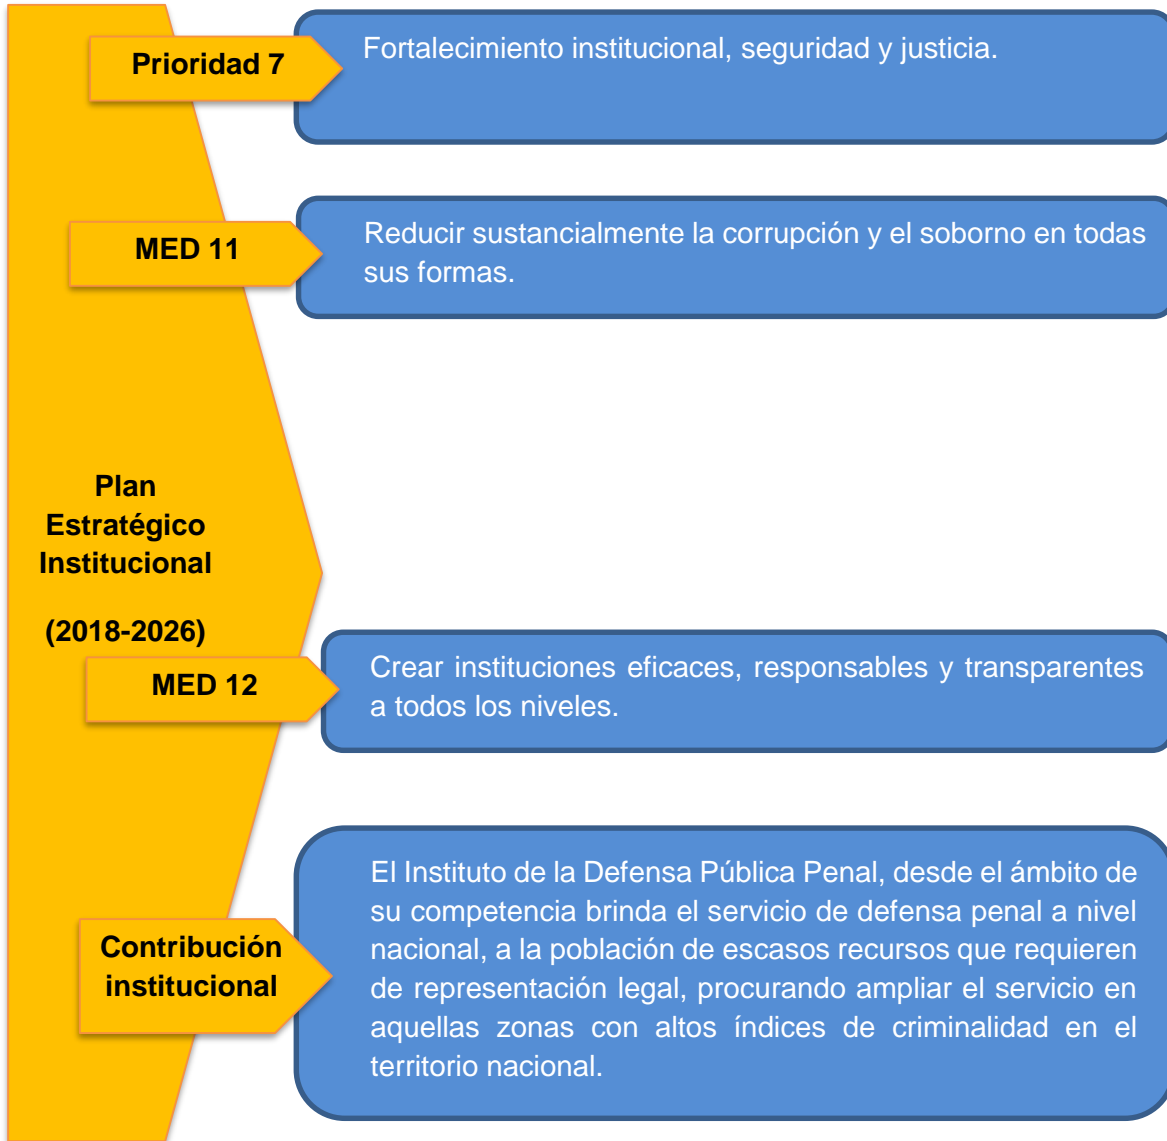 Prioridad 7
Fortalecimiento institucional, seguridad y justicia.
MED 11
Reducir sustancialmente la corrupción y el soborno en todas
sus formas.
Plan
Estratégico
Institucional
(2018-2026)
MED 12
Crear instituciones eficaces, responsables y transparentes
a todos los niveles.
Contribución
institucional
El Instituto de la Defensa Pública Penal, desde el ámbito de
su competencia brinda el servicio de defensa penal a nivel
nacional, a la población de escasos recursos que requieren
de representación legal, procurando ampliar el servicio en
aquellas zonas con altos índices de criminalidad en el
territorio nacional.